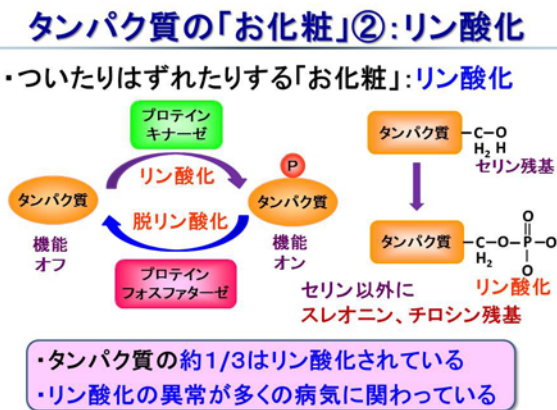 タンパク質の「お化粧」②:リン酸化
・ついたりはずれたりする「お化粧」:リン酸化
プロテイン
キナーゼ
リン酸化
P
タンパク質
タンパク質
脱リン酸化
機能
オフ
機能
オン
プロテイン
フォスファターゼ
タンパク質
C-O
H₂ H
セリン残基
タンパク質
O
C-O-P-O
H₂
O
リン酸化
セリン以外に
スレオニン、チロシン残基
・タンパク質の約1/3はリン酸化されている
・リン酸化の異常が多くの病気に関わっている